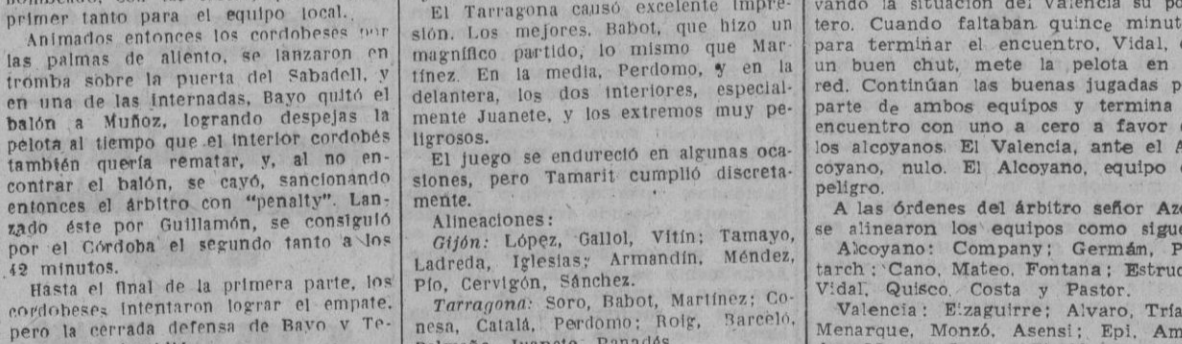 primer tanto para el equipo local.
Animados entonces los cordobeses por
las palmas de aliento, se lanzaron en
tromba sobre la puerta del Sabadell, y
en una de las internadas, Bayo quitó el
balón a Muñoz, logrando despejas la
pelota al tiempo que el interior cordobés
también quería rematar, y, al no en-
contrar el balón, se cayó, sancionando
entonces el árbitro con "penalty". Lan-
zado éste por Guillamón, se consiguió
por el Córdoba el segundo tanto a los
42 minutos.
Hasta el final de la primera parte, los
cordobeses intentaron lograr el empate,
pero la cerrada defensa de Bayo y Te-
El Tarragona causó excelente impre-
sión. Los mejores, Babot, que hizo un
magnífico partido, lo mismo que Mar-
tínez. En la media, Perdomo, y en la
delantera, los dos interiores, especial-
mente Juanete, y los extremos muy pe-
ligrosos.
El juego se endureció en algunas oca-
siones, pero Tamarit cumplió discreta-
mente.
Alineaciones:
Gijón: López, Gallol, Vitín; Tamayo,
Ladreda, Iglesias; Armandín, Méndez,
Pío, Cervigón, Sánchez.
Tarragona: Soro, Babot, Martínez; Co-
nesa, Catalá, Perdomo; Roig, Barceló,
Juanete, Panadés
vando la situación del Valencia su
tero. Cuando faltaban quince minut
para terminar el encuentro, Vidal,
un buen chut, mete la pelota en
red. Continúan las buenas jugadas p
parte de ambos equipos y termina
encuentro con uno a cero a favor
los alcoyanos. El Valencia, ante el A
coyano, nulo. El Alcoyano, equipo
peligro.
A las órdenes del árbitro señor Azo
se alinearon los equipos como sigue
Alcoyano: Company; Germán, P
tarch; Cano, Mateo, Fontana; Estruc
Vidal, Quisco, Costa y Pastor.
Valencia: Eizaguirre; Alvaro, Tría
Menarque, Monzó, Asensi; Epi, Am